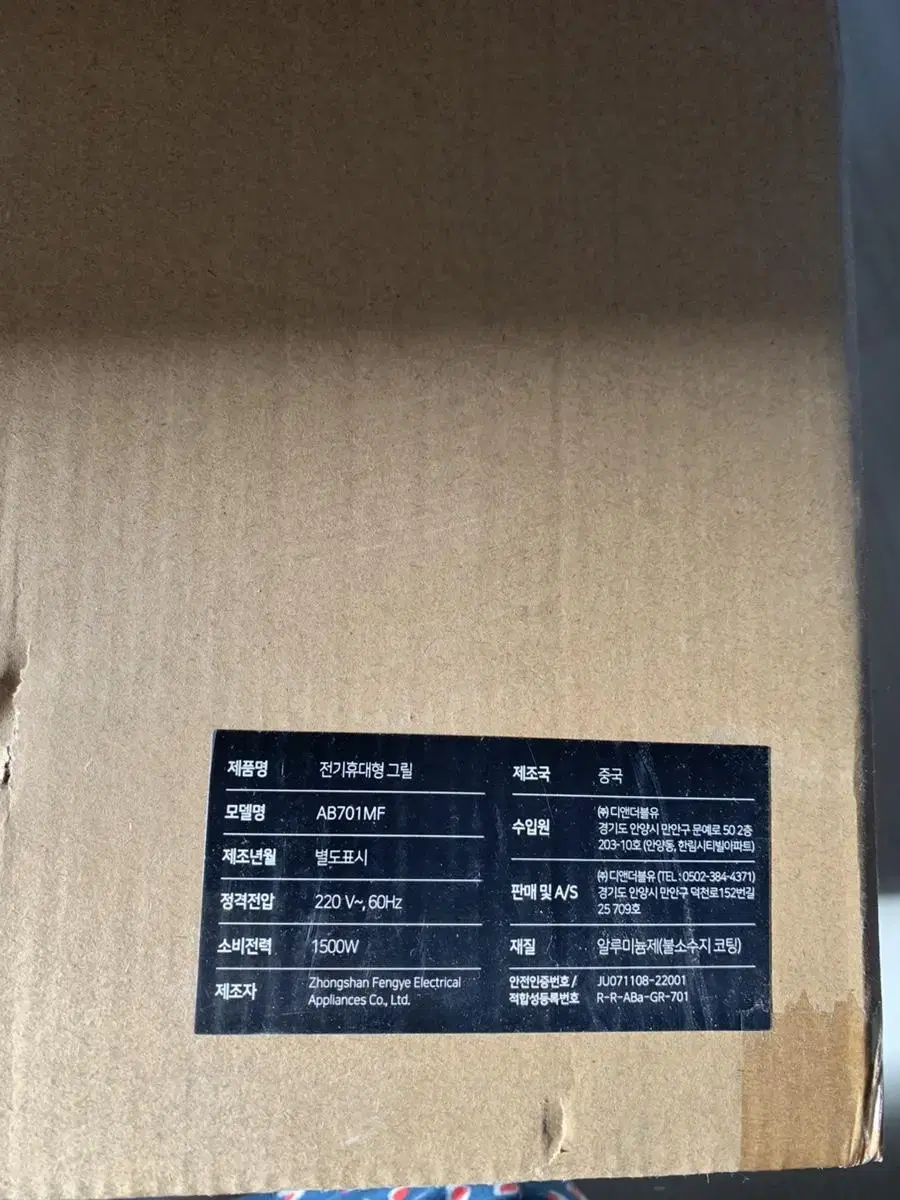 제품명 전기휴대형 그릴
모델명 AB701MF
제조년월 별도표시
정격전압 220 V~, 60Hz
소비전력 1500W
제조자 Zhongshan Fengye Electrical
Appliances Co., Ltd.
제조국 중국
수입원 ㈜디앤더블유
경기도 안양시 만안구 문예로 50 2층
203-10호 (안양동, 한림시티빌아파트)
판매 및 A/S ㈜디앤더블유 (TEL : 0502-384-4371)
경기도 안양시 만안구 덕천로152번길
25 709호
재질 알루미늄제(불소수지 코팅)
안전인증번호 / JU071108-22001
적합성등록번호 R-R-ABa-GR-701